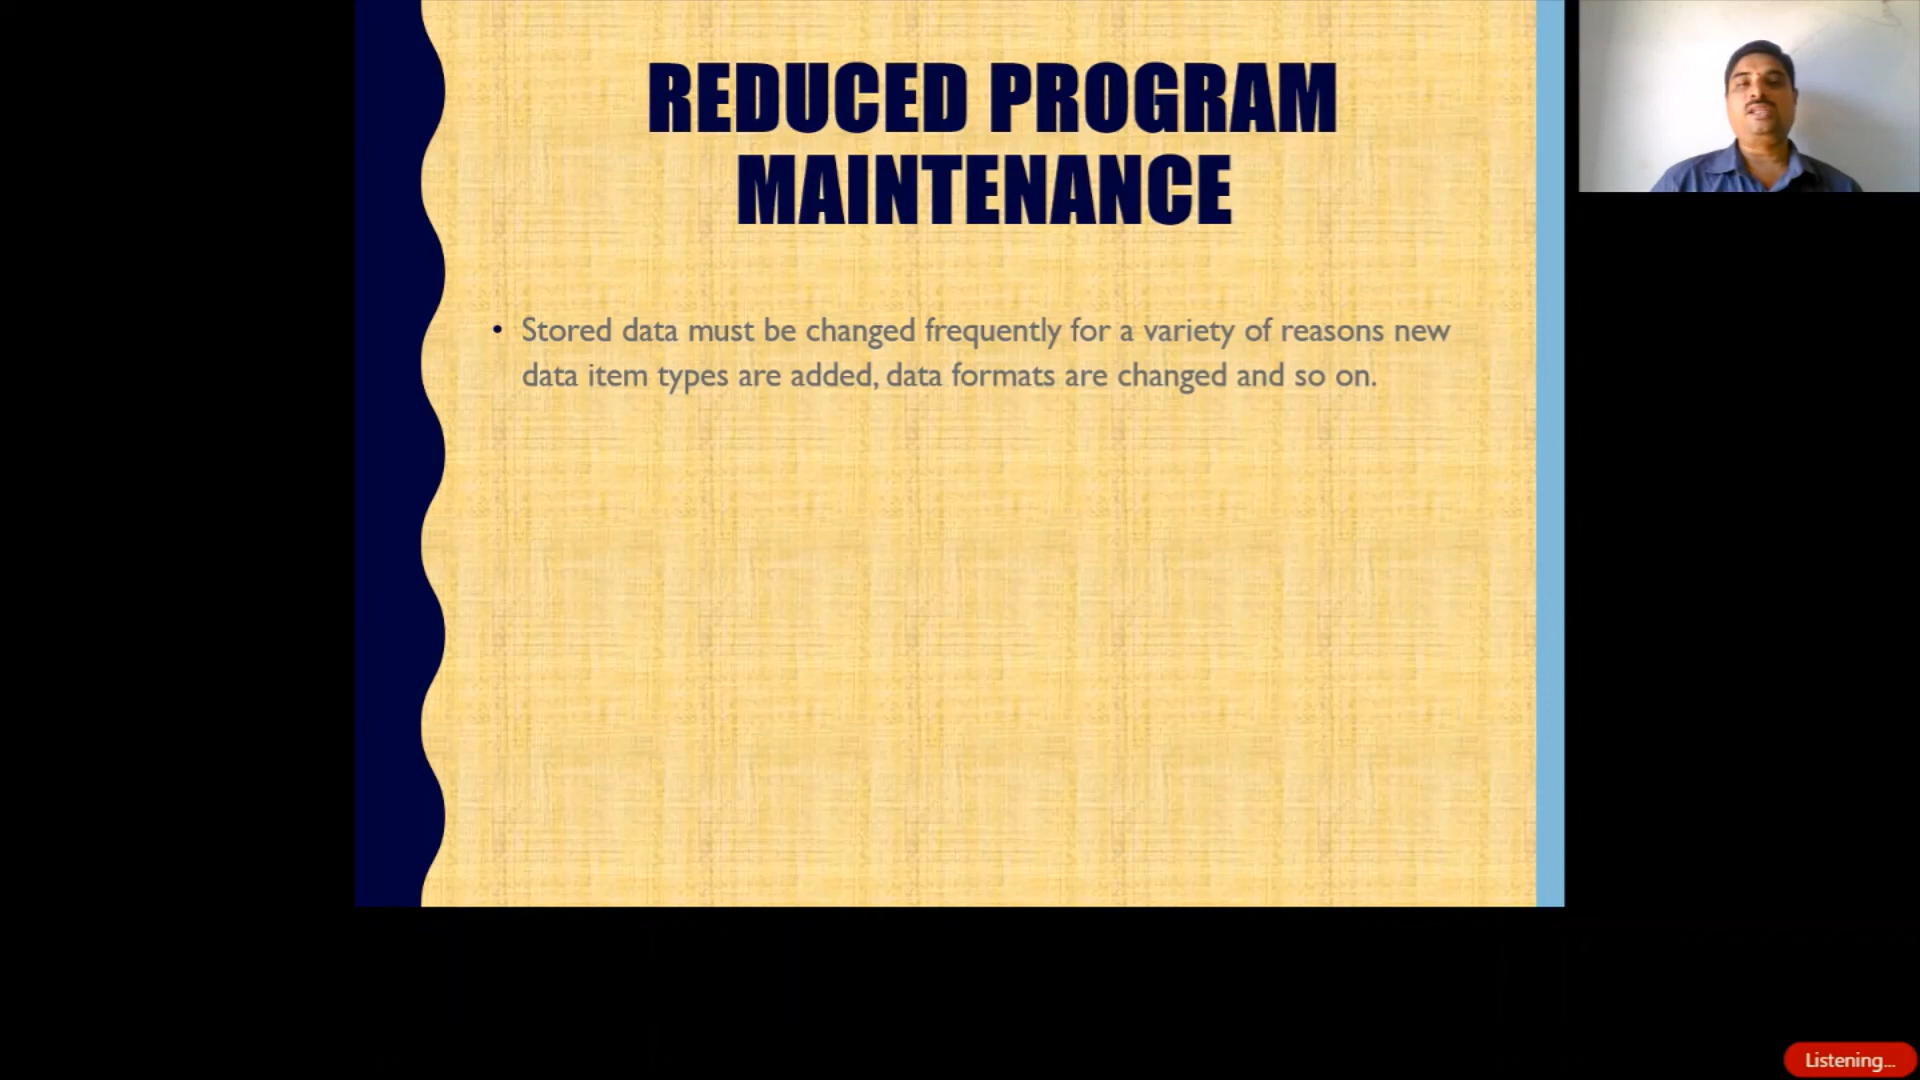 REDUCED PROGRAM
MAINTENANCE
• Stored data must be changed frequently for a variety of reasons new
data item types are added, data formats are changed and so on.
Listening...